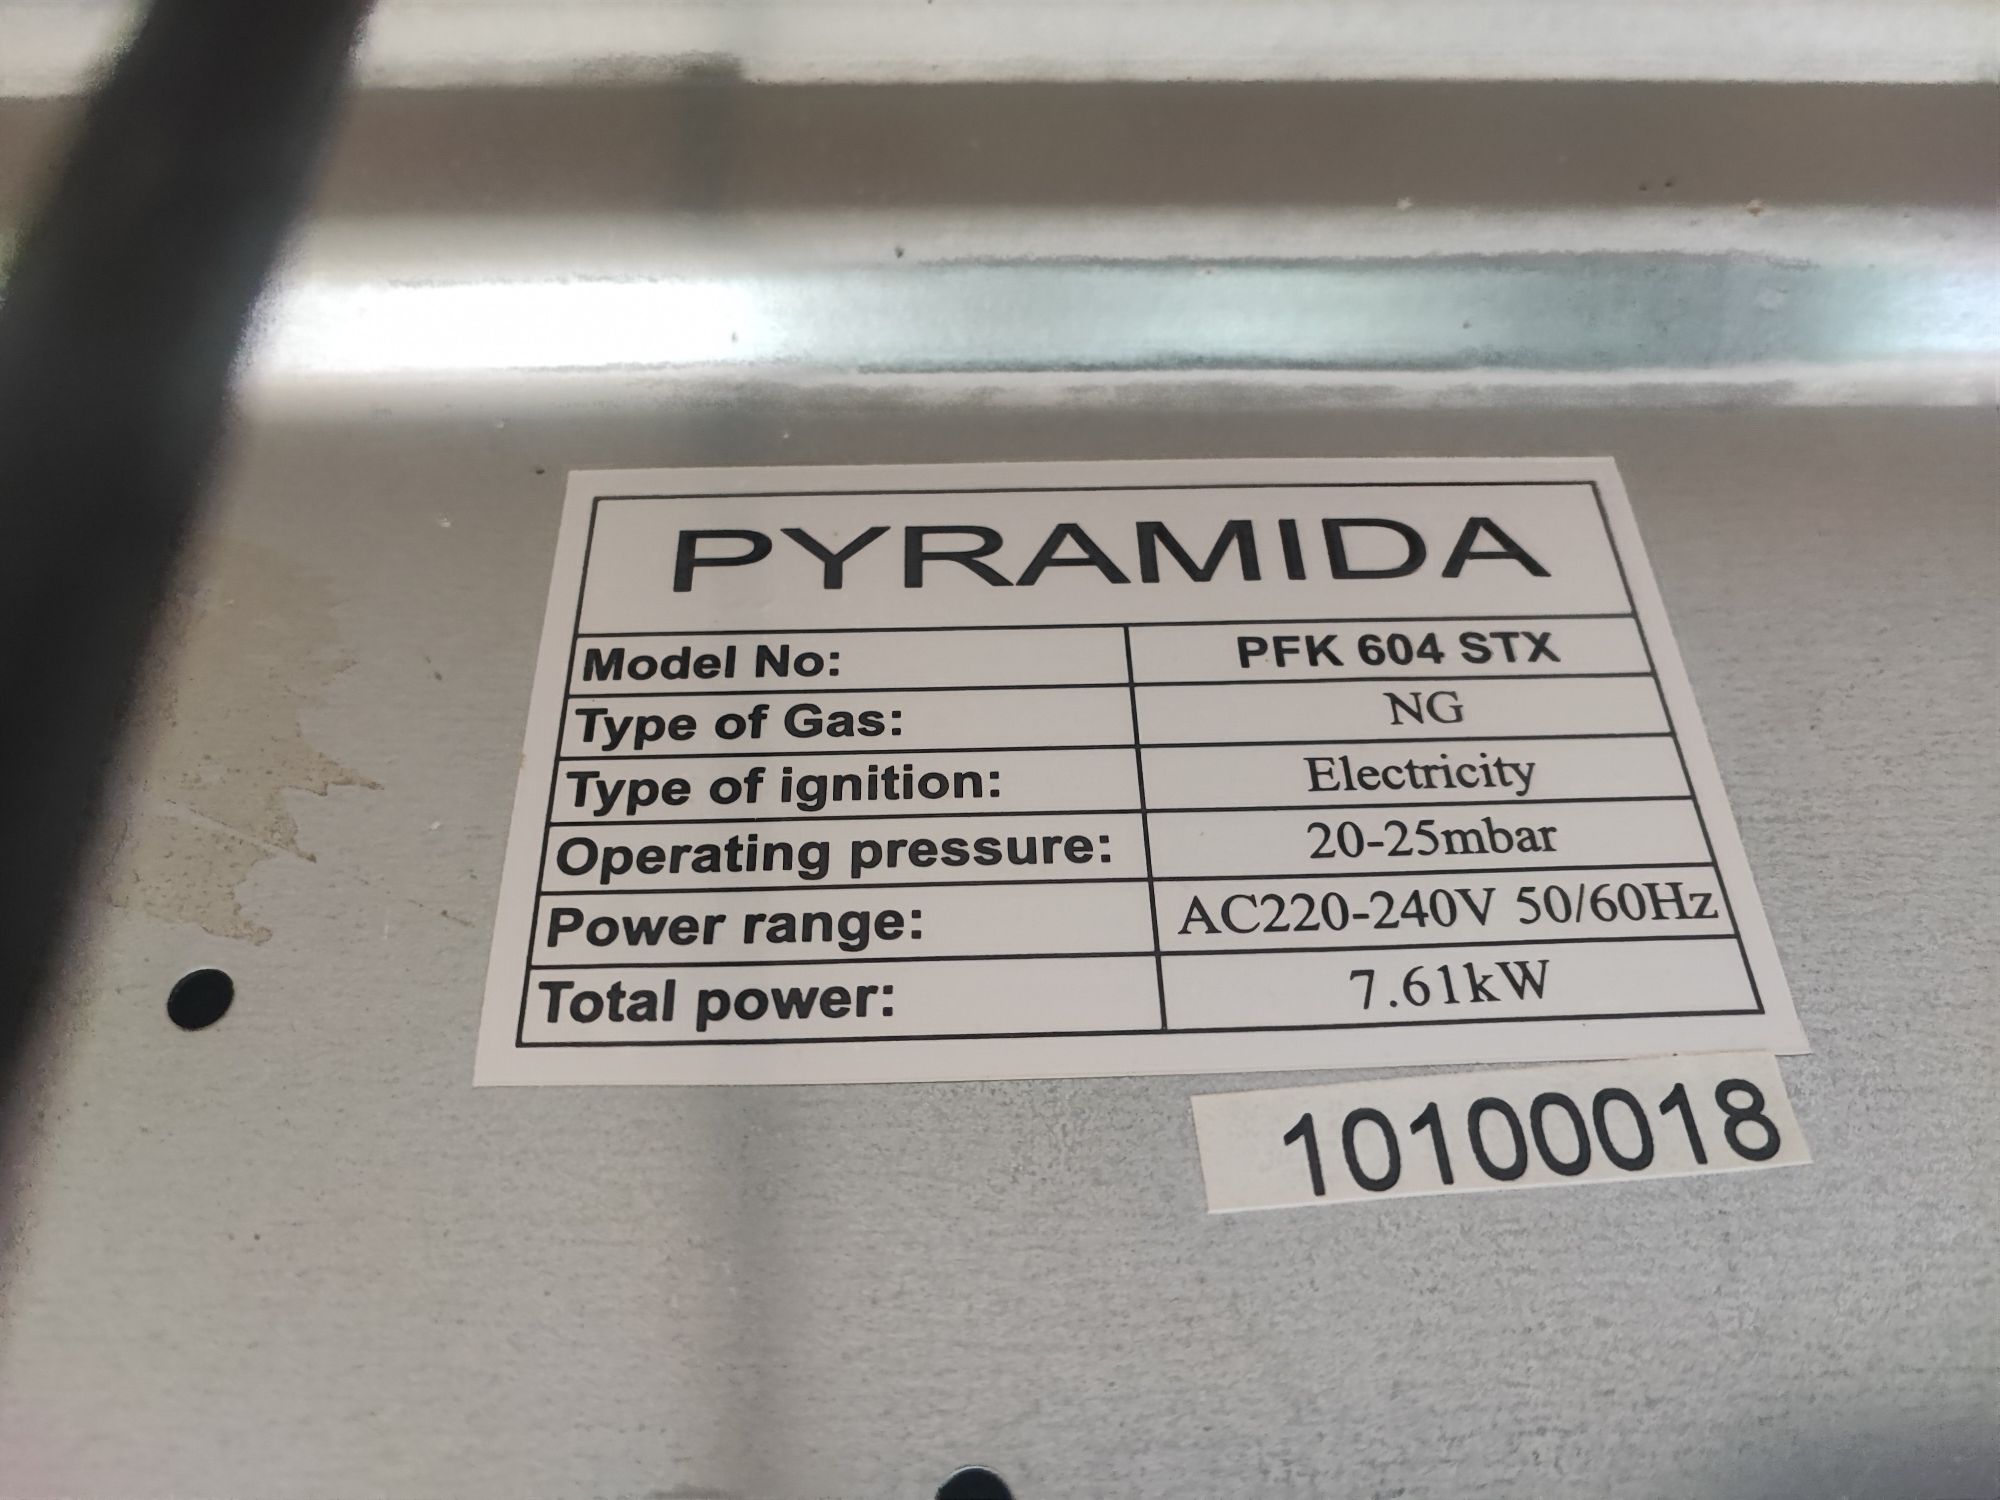 PYRAMIDA
Model No: PFK 604 STX
Type of Gas: NG
Type of ignition: Electricity
Operating pressure: 20-25mbar
Power range: AC220-240V 50/60Hz
Total power: 7.61kW
10100018